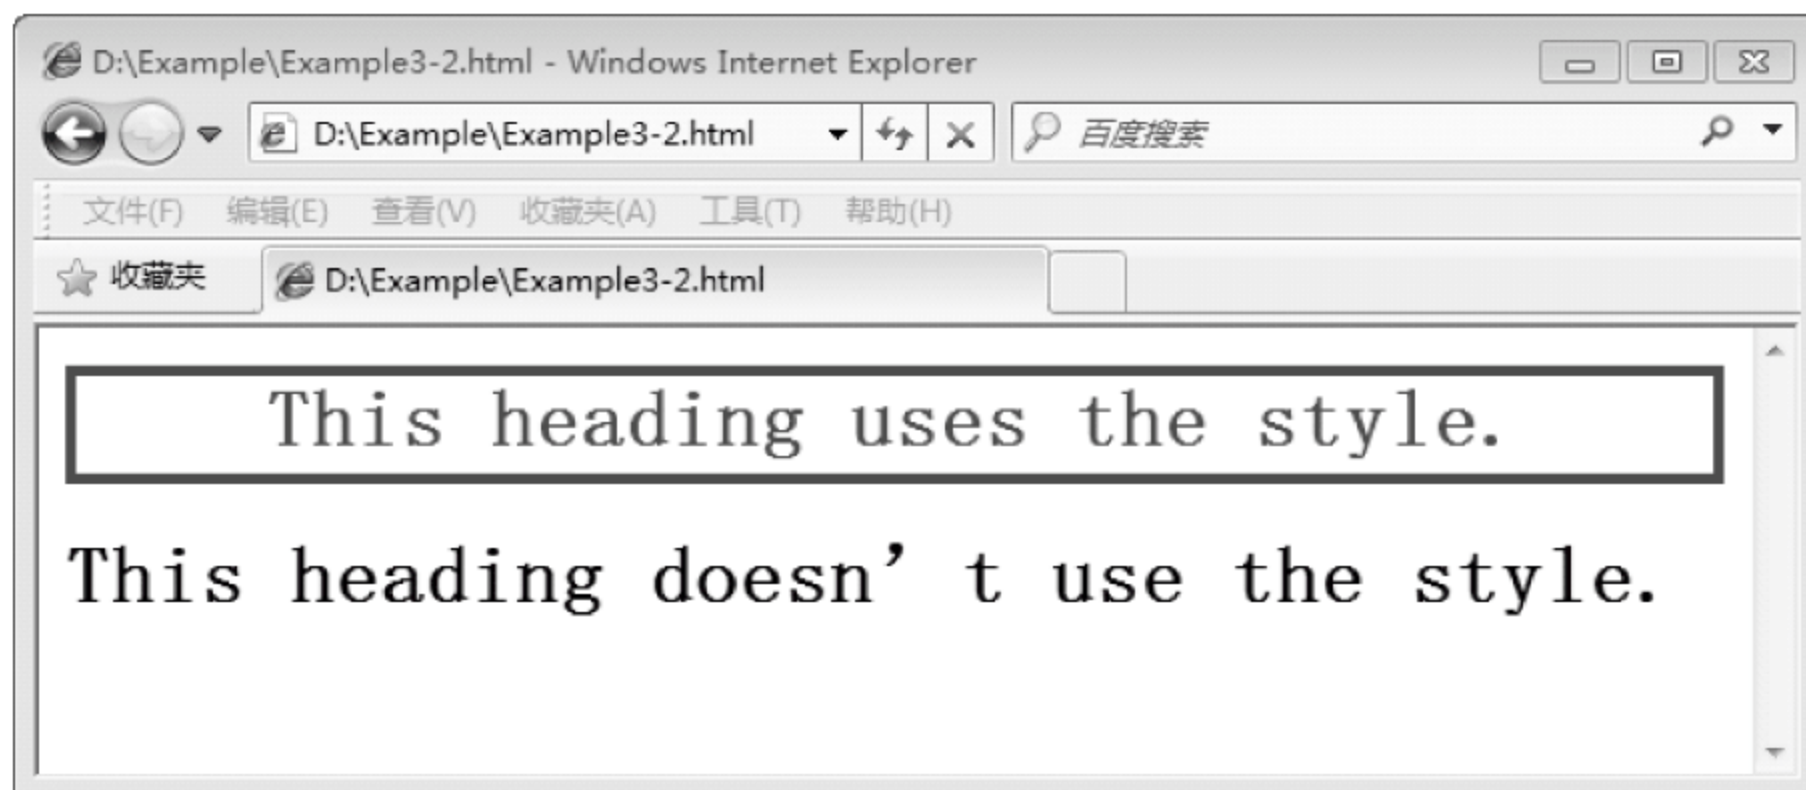 D:\Example\Example3-2.html - Windows Internet Explorer
D:\Example\Example3-2.html 百度搜索
文件(F) 编辑(E) 查看(V) 收藏夹(A) 工具(T) 帮助(H)
收藏夹 D:\Example\Example3-2.html
This heading uses the style.
This heading doesn’t use the style.